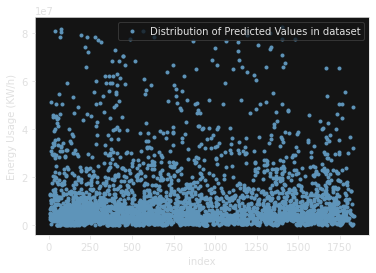 1e7
Distribution of Predicted Values in dataset
8
6
4
2
0
Energy Usage (KW/h)
0 250 500 750 1000 1250 1500 1750
index